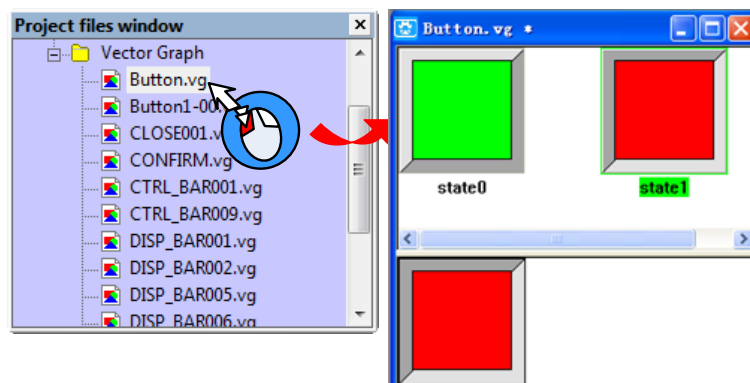 Project files window
Vector Graph
Button.vg
Button1-00
CLOSE001.v
CONFIRM.vg
CTRL_BAR001.vg
CTRL_BAR009.vg
DISP_BAR001.vg
DISP_BAR002.vg
DISP_BAR005.vg
DISP_BAR006.vg
Button.vg *
state0
state1